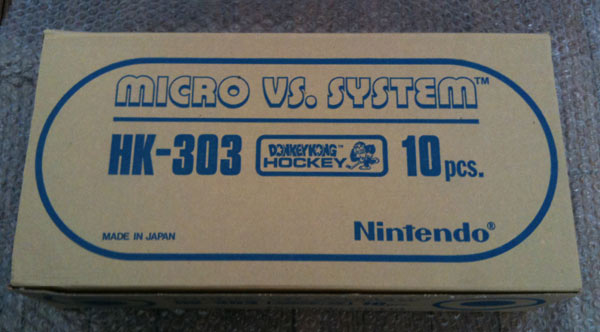 MICRO VS. SYSTEM™
HK-303 DONKEY KONG™ HOCKEY 10 pcs.
MADE IN JAPAN Nintendo®